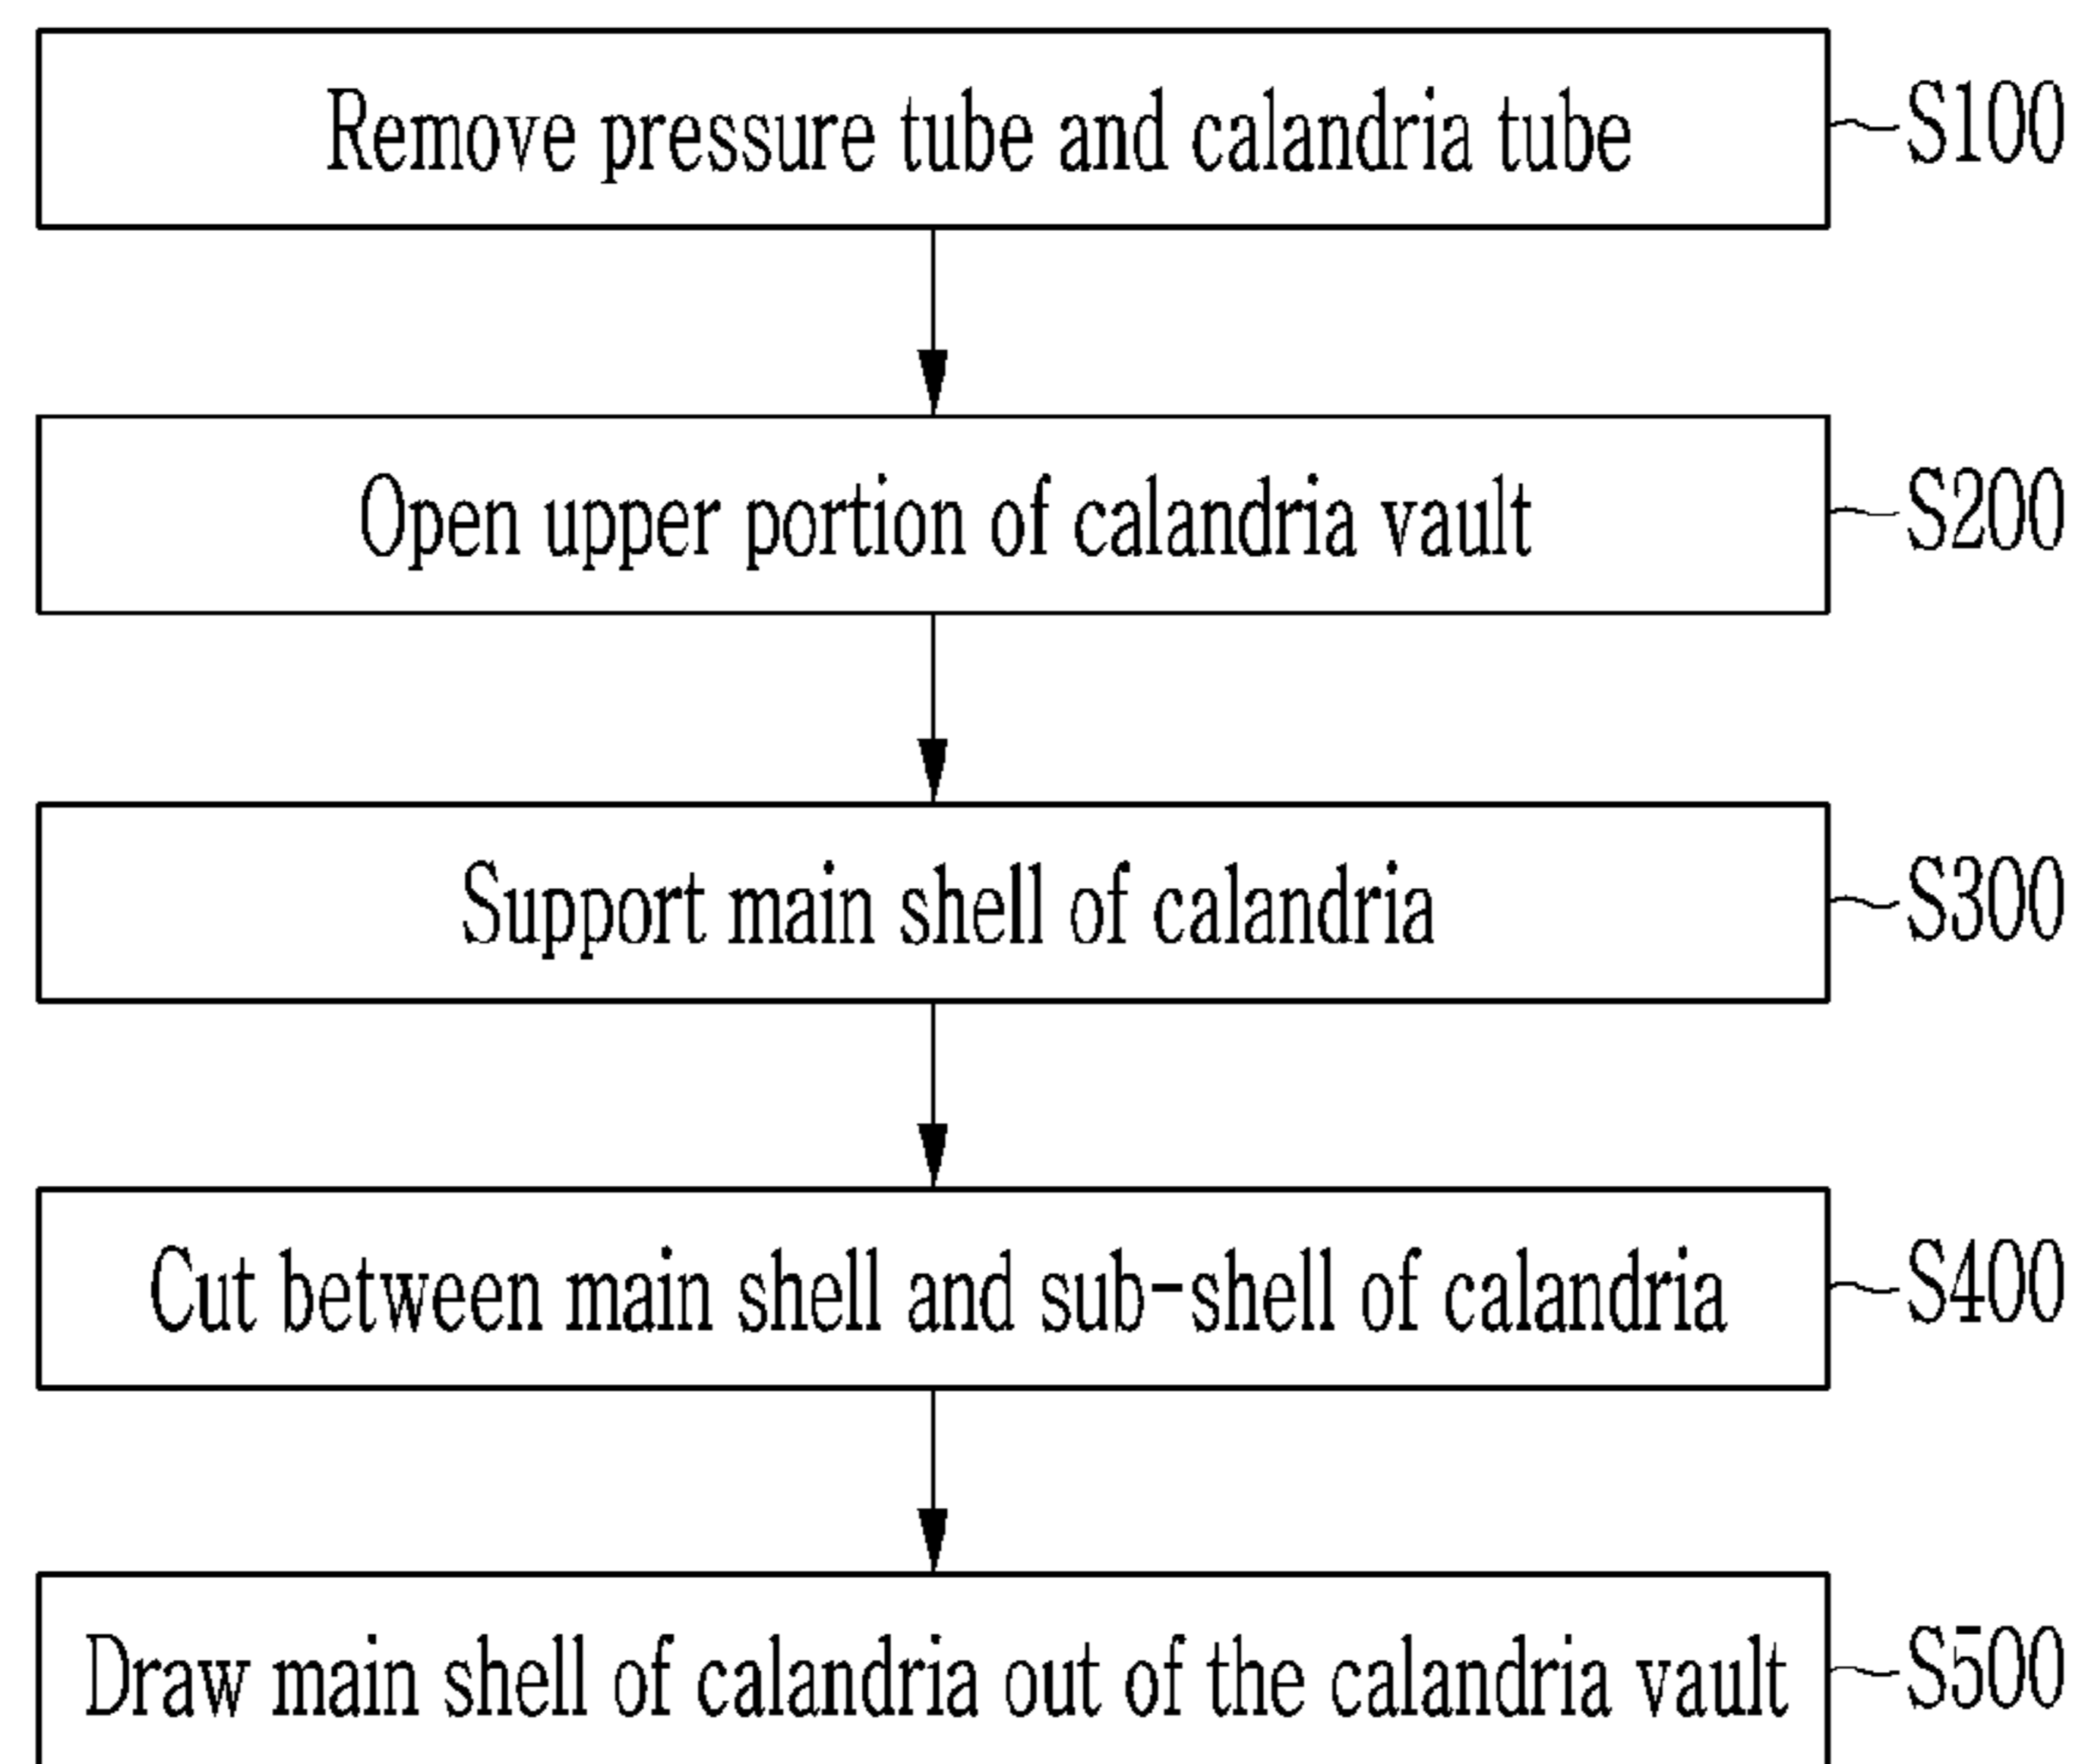 Remove pressure tube and calandria tube S100
Open upper portion of calandria vault S200
Support main shell of calandria S300
Cut between main shell and sub-shell of calandria S400
Draw main shell of calandria out of the calandria vault S500